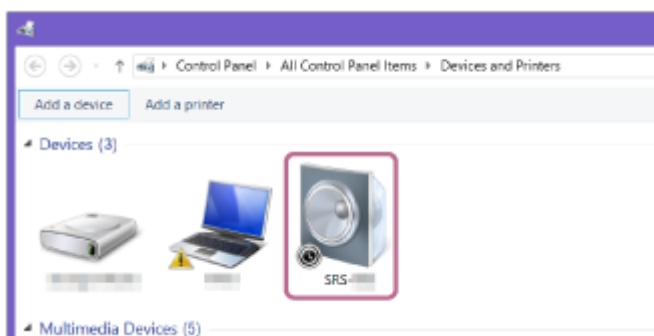 Control Panel ▸ All Control Panel Items ▸ Devices and Printers
Add a device Add a printer
Devices (3)
SRS-
Multimedia Devices (5)